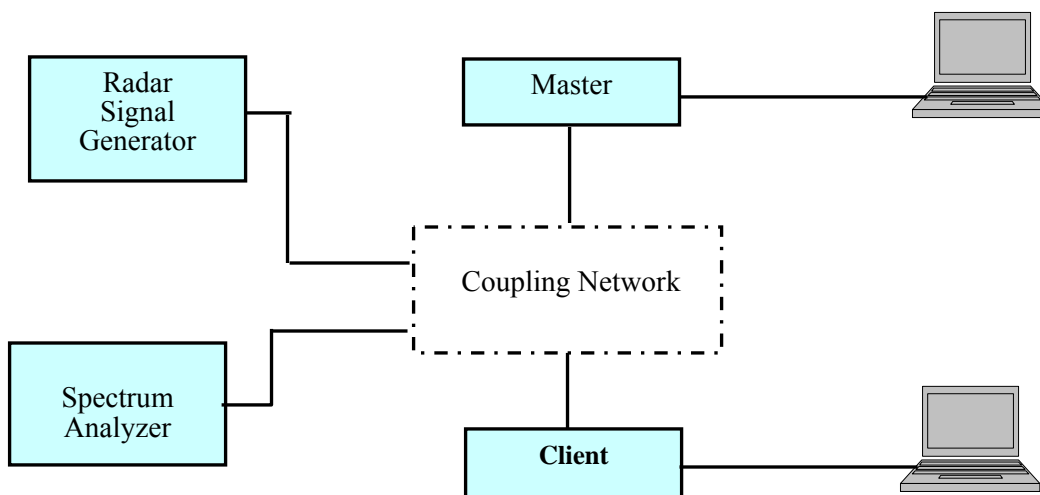 Radar
Signal
Generator
Master
Coupling Network
Spectrum
Analyzer
Client